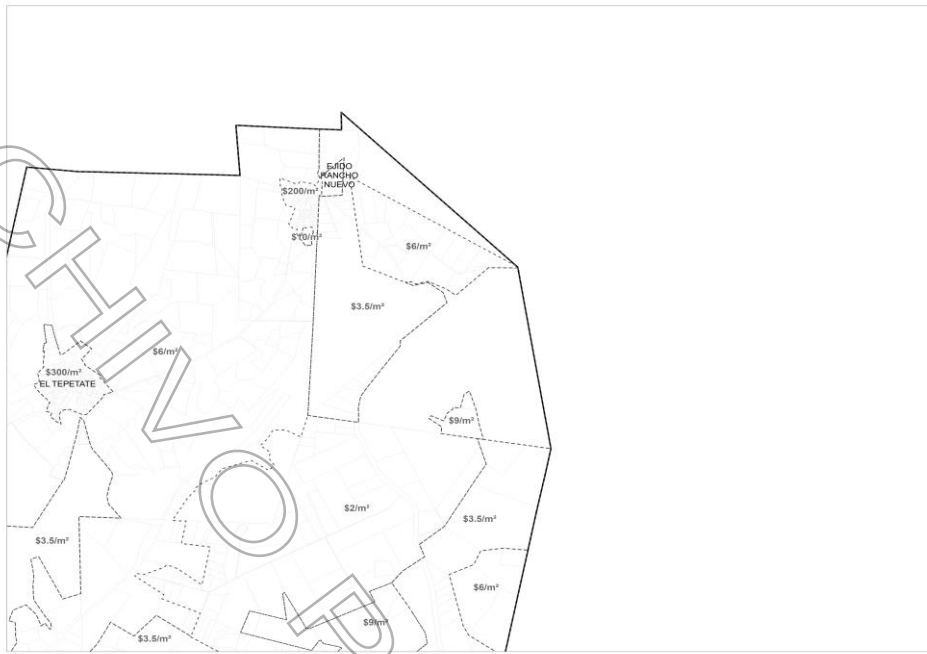 EJIDO
RANCHO
NUEVO
$200/m²
$10/m²
$6/m²
$3.5/m²
$6/m²
$300/m²
EL TEPETATE
$9/m²
$2/m²
$3.5/m²
$3.5/m²
$6/m²
$9/m²
$3.5/m²
CHIVO P